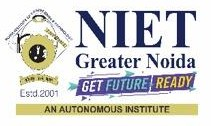 NIET
Greater Noida
GET FUTURE READY
Estd.2001
AN AUTONOMOUS INSTITUTE